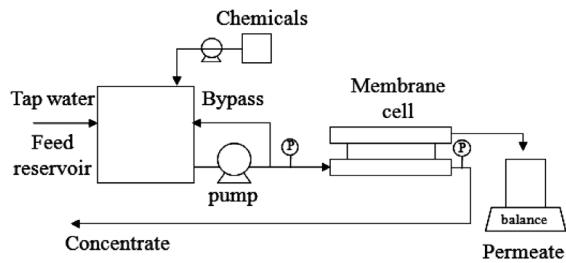 Chemicals
Tap water
Bypass
Membrane
cell
Feed
reservoir
P
P
pump
balance
Concentrate
Permeate